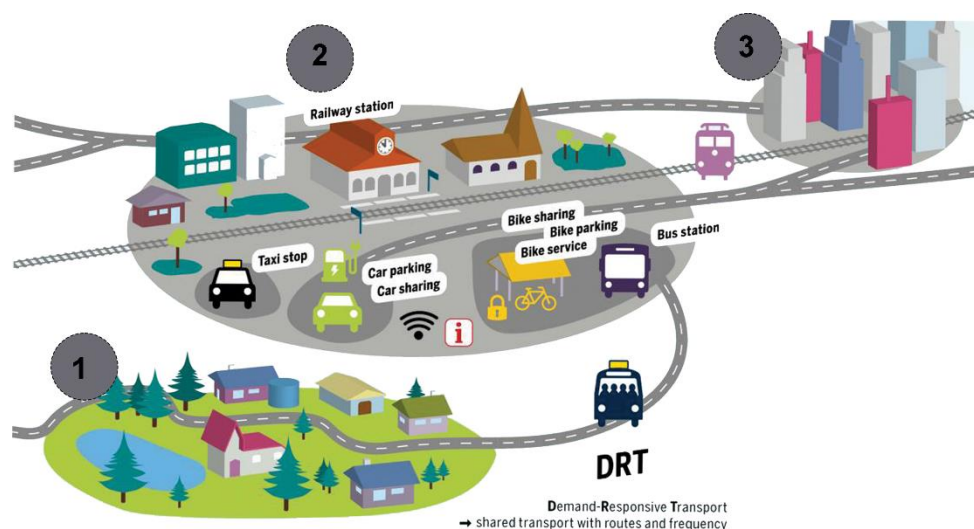 2
3
Railway station
Bike sharing
Bike parking
Bike service
Bus station
Taxi stop
Car parking
Car sharing
i
1
DRT
Demand-Responsive Transport
→ shared transport with routes and frequency